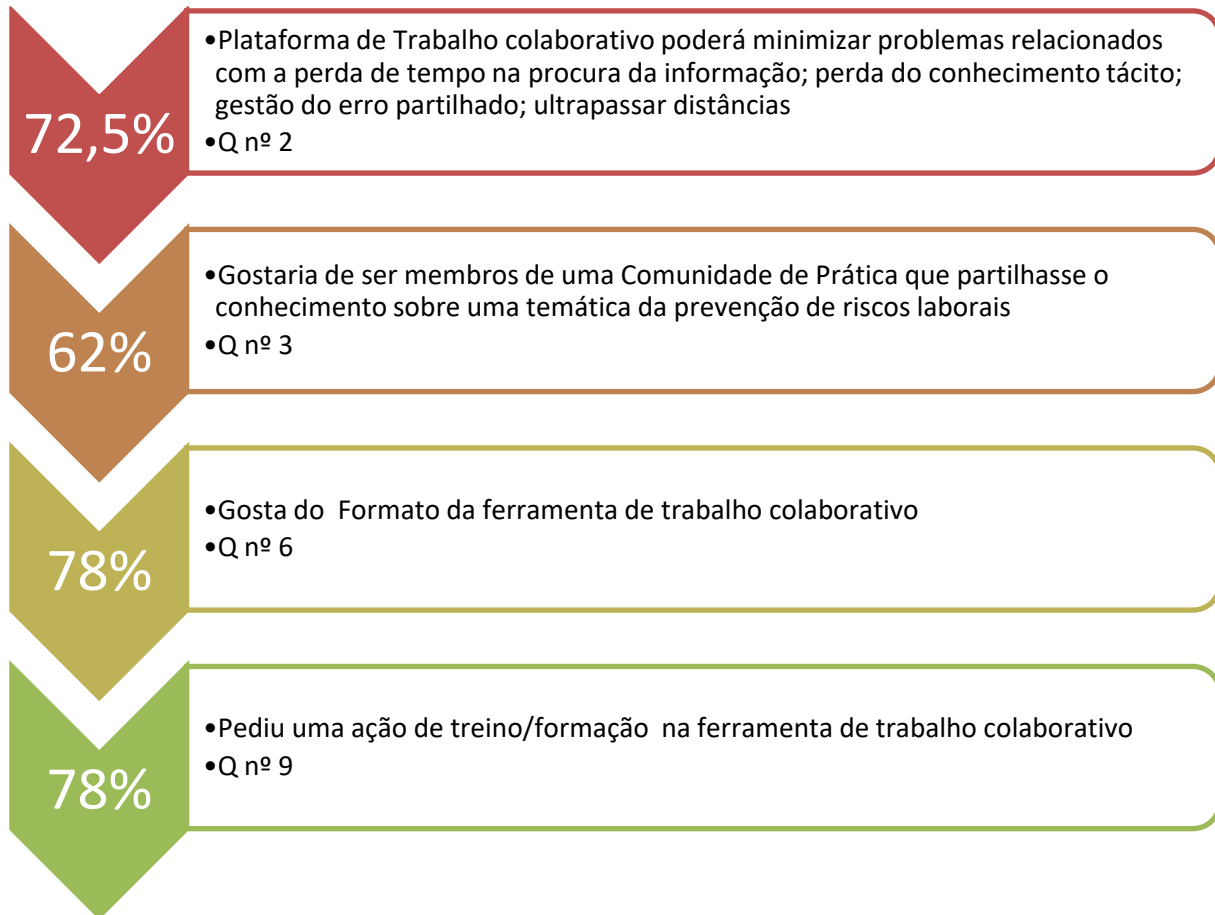 72,5%
•Plataforma de Trabalho colaborativo poderá minimizar problemas relacionados
com a perda de tempo na procura da informação; perda do conhecimento tácito;
gestão do erro partilhado; ultrapassar distâncias
•Q nº 2
62%
•Gostaria de ser membros de uma Comunidade de Prática que partilhasse o
conhecimento sobre uma temática da prevenção de riscos laborais
•Q nº 3
78%
•Gosta do Formato da ferramenta de trabalho colaborativo
•Q nº 6
78%
•Pediu uma ação de treino/formação na ferramenta de trabalho colaborativo
•Q nº 9